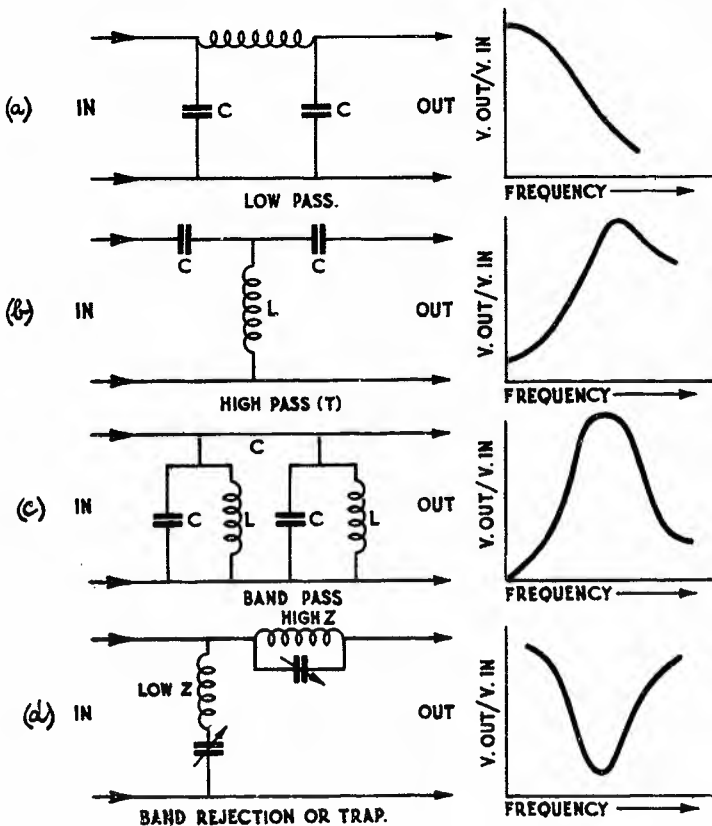 (a)
IN
C
C
OUT
LOW PASS.
V. OUT/V. IN
FREQUENCY
(b)
IN
C
C
L
OUT
HIGH PASS (T)
V. OUT/V. IN
FREQUENCY
(c)
IN
C
C
L
C
L
OUT
BAND PASS
V. OUT/V. IN
FREQUENCY
(d)
IN
HIGH Z
LOW Z
OUT
BAND REJECTION OR TRAP.
V. OUT/V. IN
FREQUENCY